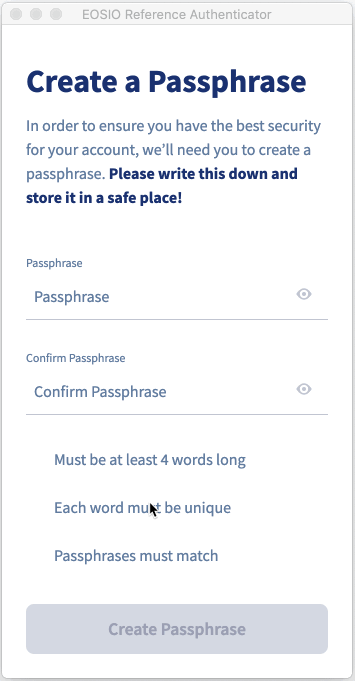 EOSIO Reference Authenticator
Create a Passphrase
In order to ensure you have the best security
for your account, we’ll need you to create a
passphrase. Please write this down and
store it in a safe place!
Passphrase
Passphrase
Confirm Passphrase
Confirm Passphrase
Must be at least 4 words long
Each word must be unique
Passphrases must match
Create Passphrase